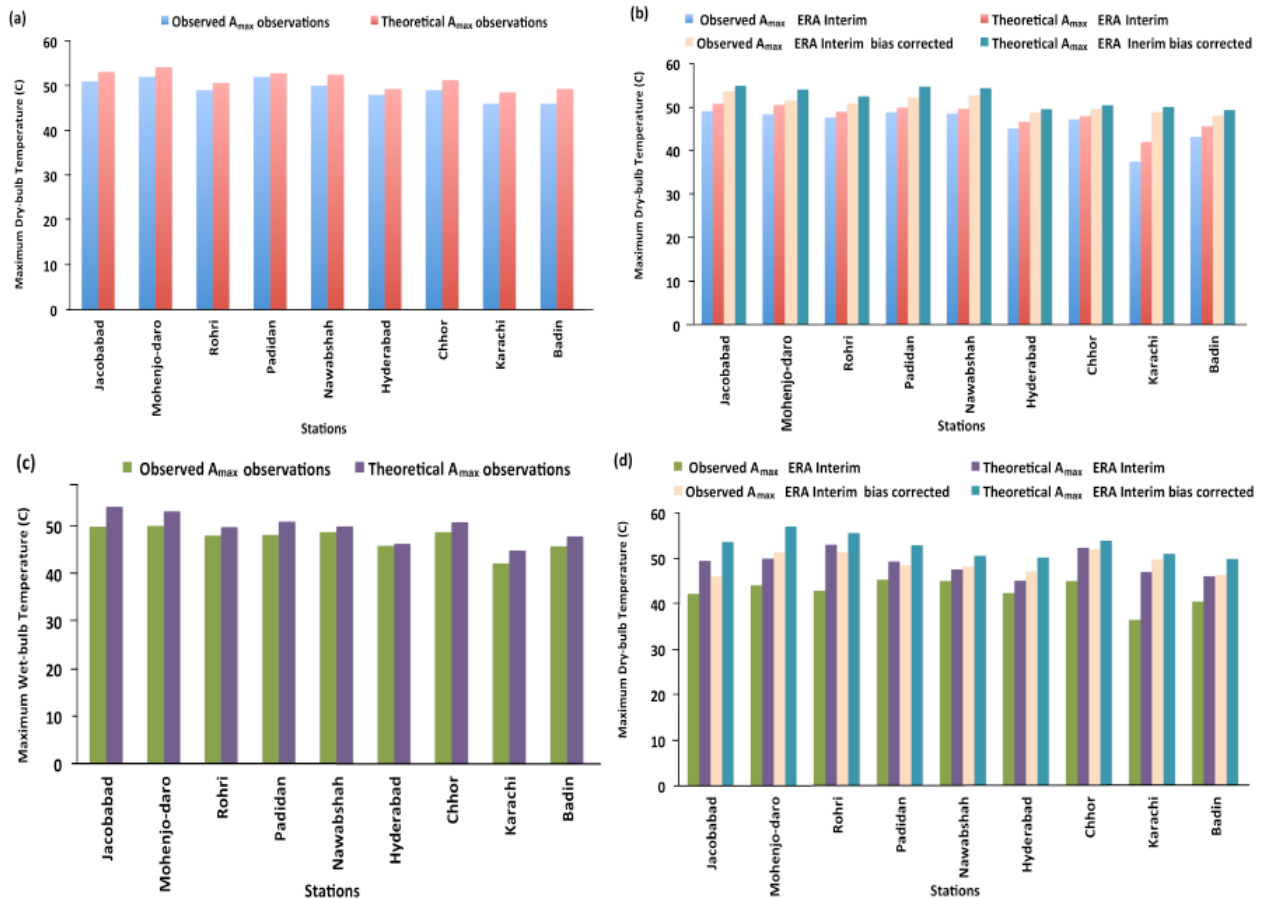 (a)
Observed Amax observations
Theoretical Amax observations
Maximum Dry-bulb Temperature (C)
60
50
40
30
20
10
0
Jacobabad
Mohenjo-daro
Rohri
Padidan
Nawabshah
Hyderabad
Chhor
Karachi
Badin
Stations
(b)
Observed Amax ERA Interim
Theoretical Amax ERA Interim
Observed Amax ERA Interim bias corrected
Theoretical Amax ERA Inerim bias corrected
Maximum Dry-bulb Temperature (C)
60
50
40
30
20
10
0
Jacobabad
Mohenjo-daro
Rohri
Padidan
Nawabshah
Hyderabad
Chhor
Karachi
Badin
Stations
(c)
Observed Amax observations
Theoretical Amax observations
Maximum Wet-bulb Temperature (C)
50
40
30
20
10
0
Jacobabad
Mohenjo-daro
Rohri
Padidan
Nawabshah
Hyderabad
Chhor
Karachi
Badin
Stations
(d)
Observed Amax ERA Interim
Theoretical Amax ERA Interim
Observed Amax ERA Interim bias corrected
Theoretical Amax ERA Interim bias corrected
Maximum Dry-bulb Temperature (C)
60
50
40
30
20
10
0
Jacobabad
Mohenjo-daro
Rohri
Padidan
Nawabshah
Hyderabad
Chhor
Karachi
Badin
Stations